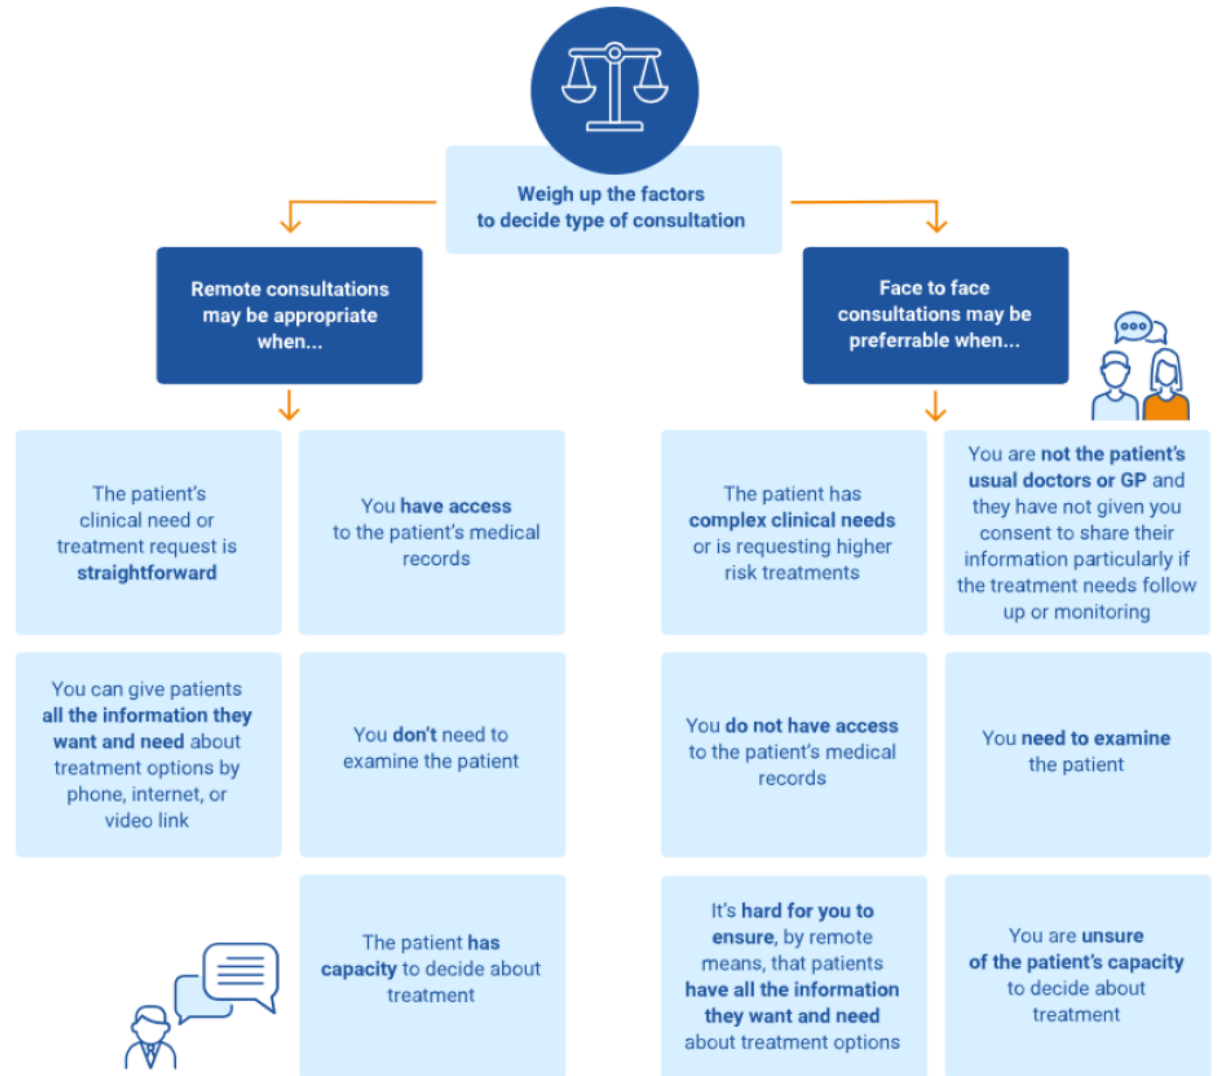 Weigh up the factors
to decide type of consultation
Remote consultations
may be appropriate
when...
Face to face
consultations may be
preferrable when...
The patient's
clinical need or
treatment request is
straightforward
You have access
to the patient's medical
records
You can give patients
all the information they
want and need about
treatment options by
phone, internet, or
video link
You don't need to
examine the patient
The patient has
capacity to decide about
treatment
The patient has
complex clinical needs
or is requesting higher
risk treatments
You are not the patient's
usual doctors or GP and
they have not given you
consent to share their
information particularly if
the treatment needs follow
up or monitoring
You do not have access
to the patient's medical
records
You need to examine
the patient
It's hard for you to
ensure, by remote
means, that patients
have all the information
they want and need
about treatment options
You are unsure
of the patient's capacity
to decide about
treatment